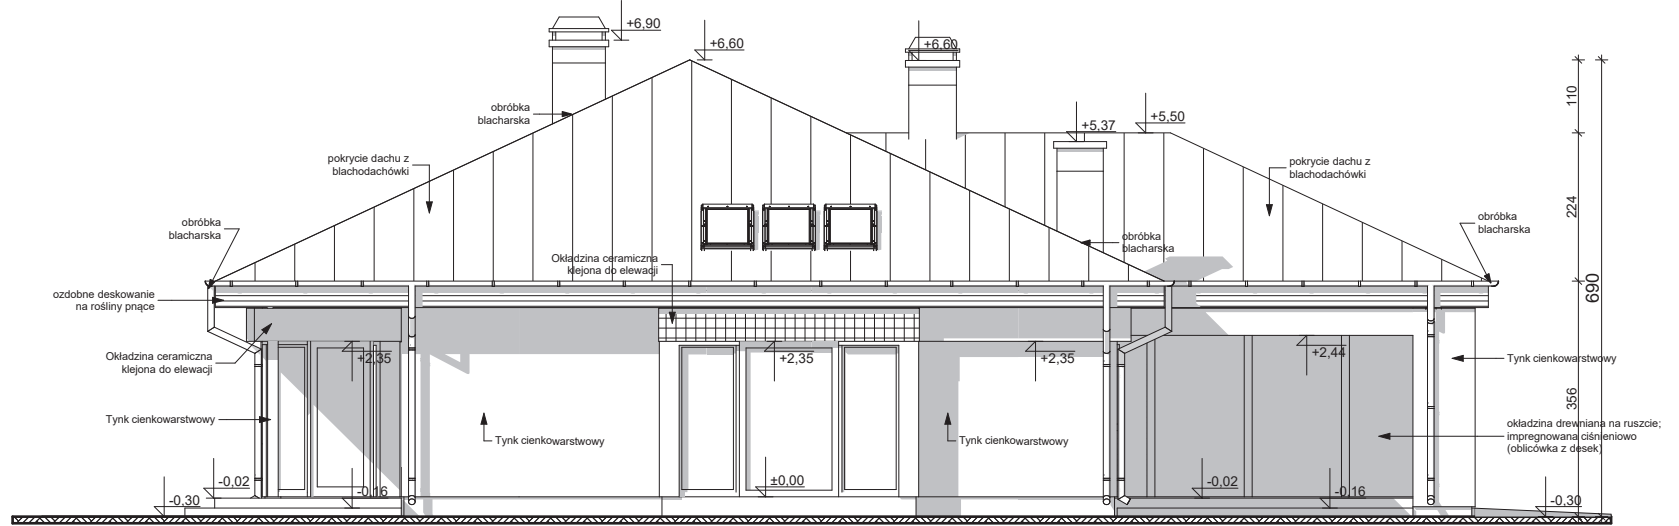 +6,90
+6,60
+6,60
110
obróbka
blacharska
+5,37
+5,50
pokrycie dachu z
blachodachówki
pokrycie dachu z
blachodachówki
224
obróbka
blacharska
obróbka
blacharska
obróbka
blacharska
Okładzina ceramiczna
klejona do elewacji
690
ozdobne deskowanie
na rośliny pnące
Okładzina ceramiczna
klejona do elewacji
+2,35
+2,35
+2,35
+2,44
Tynk cienkowarstwowy
356
Tynk cienkowarstwowy
Tynk cienkowarstwowy
Tynk cienkowarstwowy
okładzina drewniana na ruszcie;
impregnowana ciśnieniowo
(oblicówka z desek)
-0,30
-0,02
-0,16
±0,00
-0,02
-0,16
-0,30